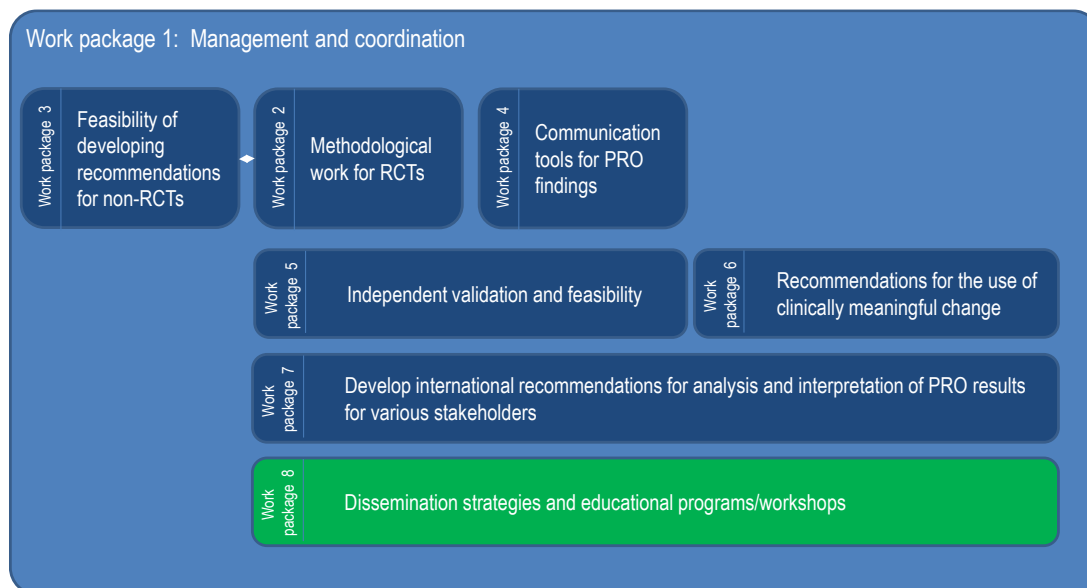 Work package 1:  Management and coordination
Work package 3
Feasibility of
developing
recommendations
for non-RCTs
Work package 2
Methodological
work for RCTs
Work package 4
Communication
tools for PRO
findings
Work
package 5
Independent validation and feasibility
Work
package 6
Recommendations for the use of
clinically meaningful change
Work
package 7
Develop international recommendations for analysis and interpretation of PRO results
for various stakeholders
Work
package 8
Dissemination strategies and educational programs/workshops